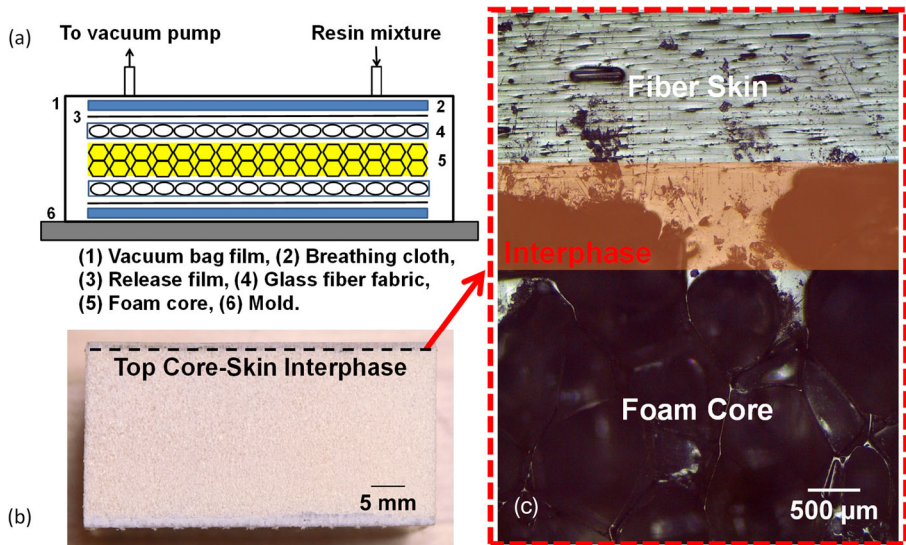 (a)
To vacuum pump
Resin mixture
1
2
3
4
5
6
(1) Vacuum bag film, (2) Breathing cloth,
(3) Release film, (4) Glass fiber fabric,
(5) Foam core, (6) Mold.
Top Core-Skin Interphase
5 mm
(b)
Fiber Skin
Interphase
Foam Core
500 µm
(c)